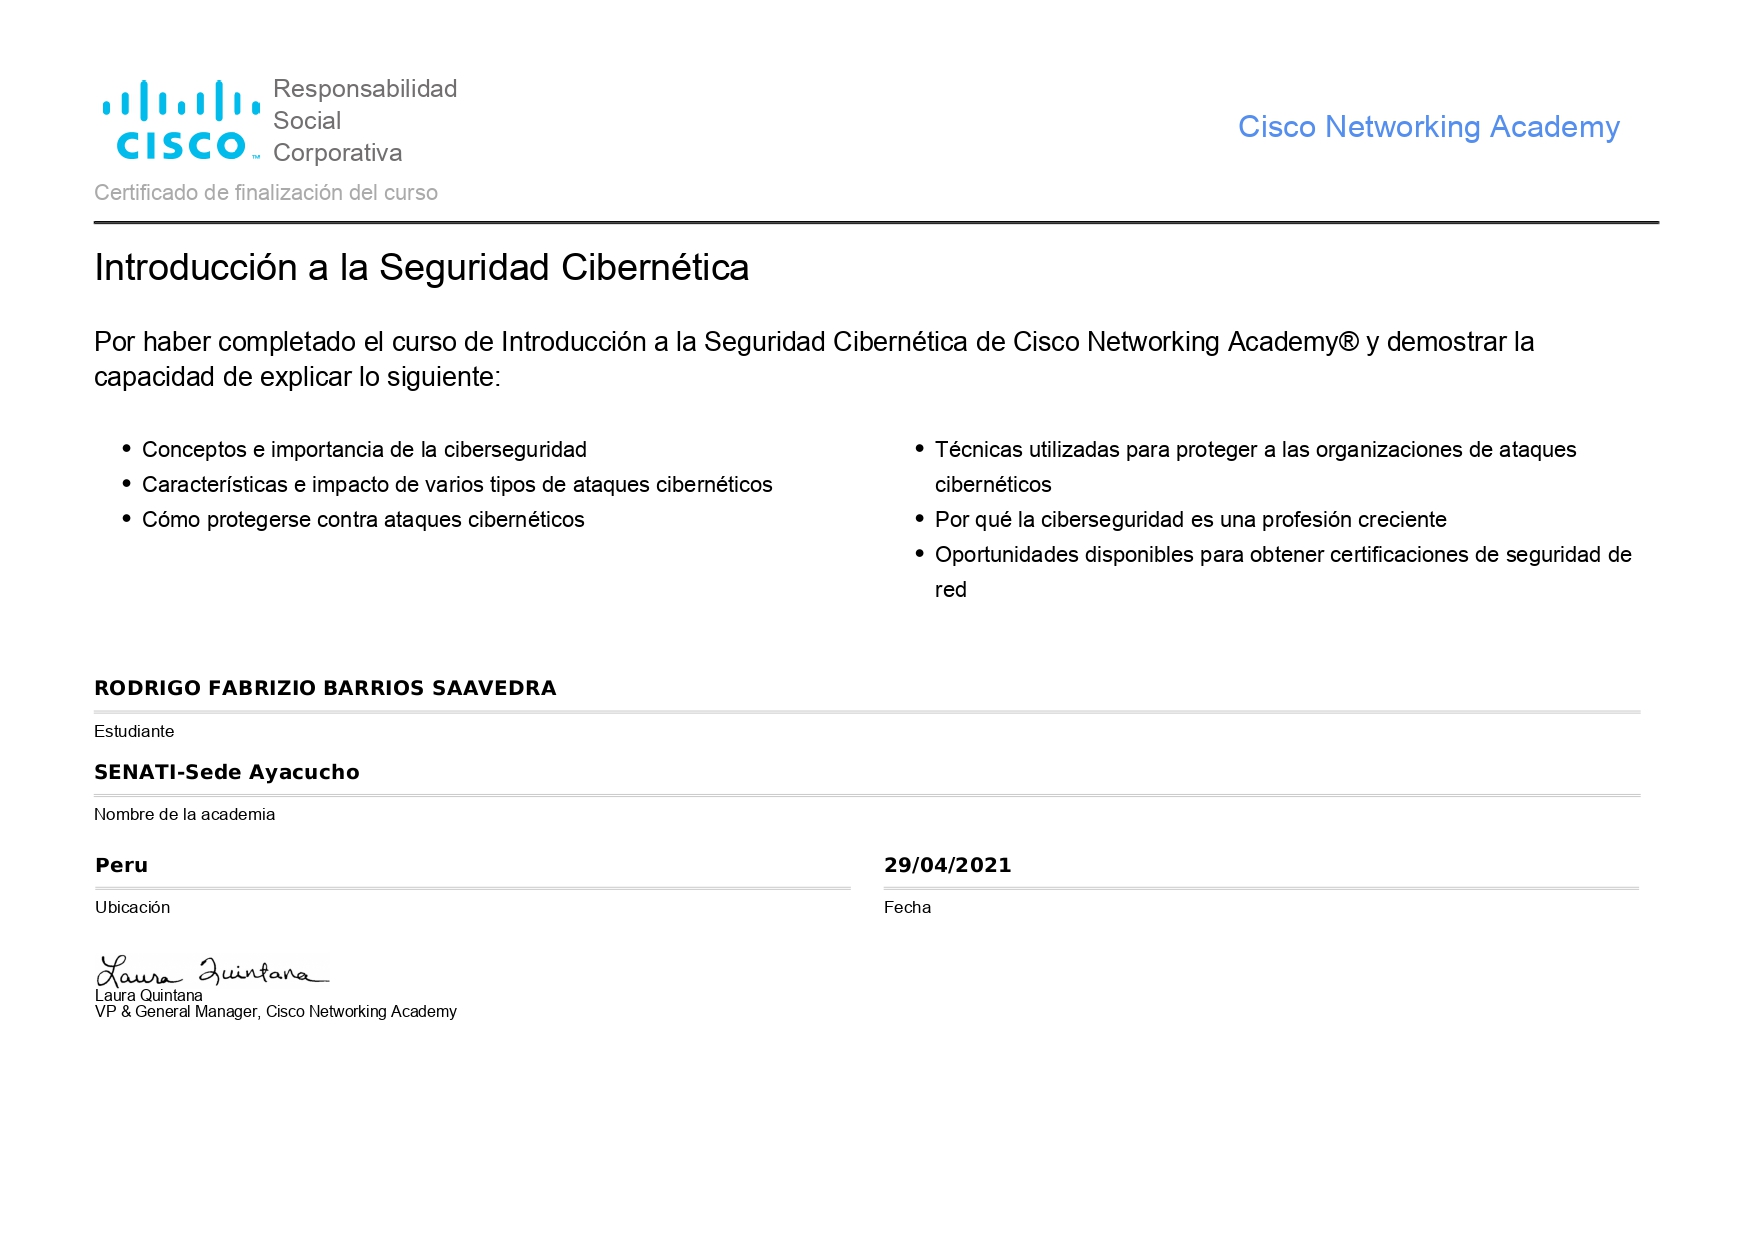 Responsabilidad
Social
Corporativa
CISCO™
Cisco Networking Academy
Certificado de finalización del curso
Introducción a la Seguridad Cibernética
Por haber completado el curso de Introducción a la Seguridad Cibernética de Cisco Networking Academy® y demostrar la
capacidad de explicar lo siguiente:
• Conceptos e importancia de la ciberseguridad
• Características e impacto de varios tipos de ataques cibernéticos
• Cómo protegerse contra ataques cibernéticos
• Técnicas utilizadas para proteger a las organizaciones de ataques
cibernéticos
• Por qué la ciberseguridad es una profesión creciente
• Oportunidades disponibles para obtener certificaciones de seguridad de
red
RODRIGO FABRIZIO BARRIOS SAAVEDRA
Estudiante
SENATI-Sede Ayacucho
Nombre de la academia
Peru
Ubicación
29/04/2021
Fecha
Laura Quintana
Laura Quintana
VP & General Manager, Cisco Networking Academy